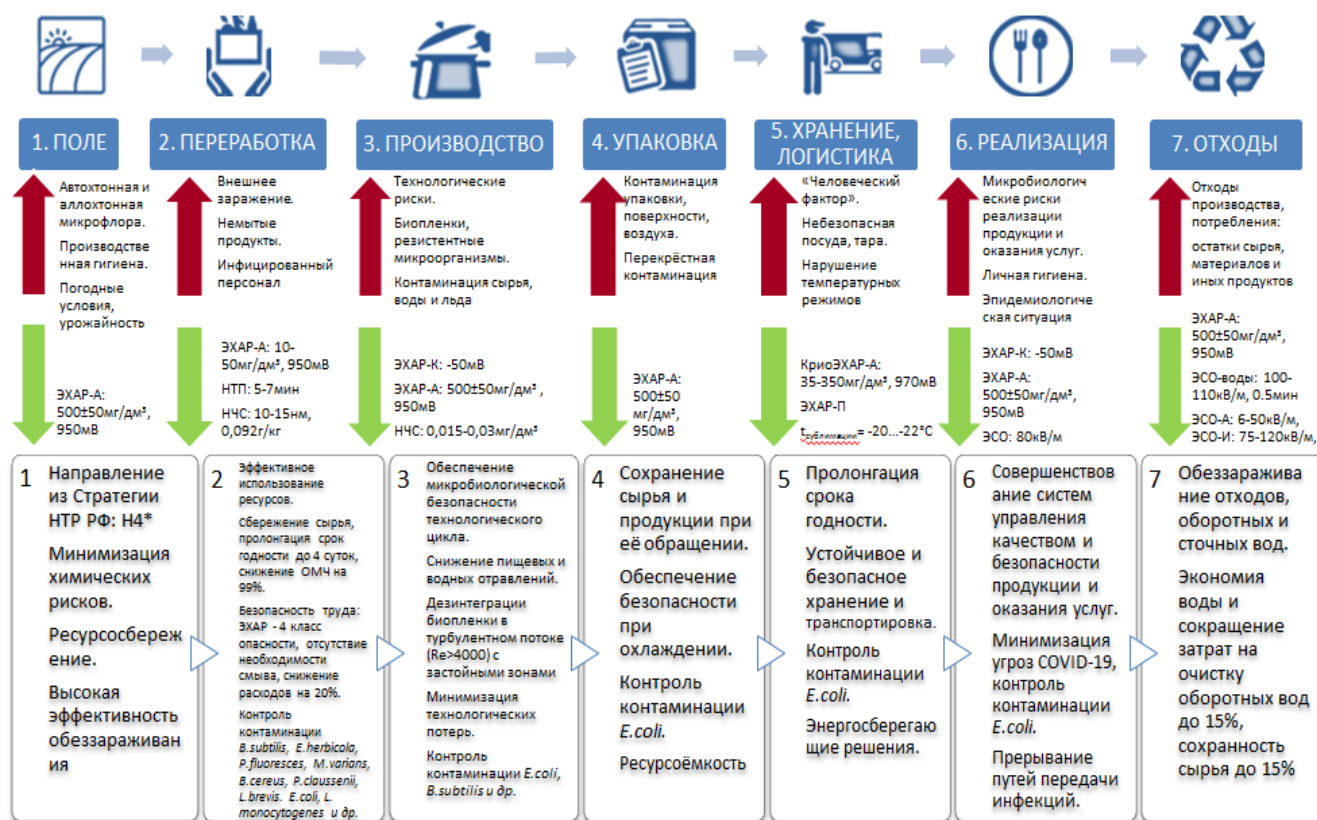 1. ПОЛЕ
Автохтонная и
аллохтонная
микрофлора.
Производстве
нная гигиена.
Погодные
условия,
урожайность
ЭХАР-А:
500±50мг/дм³,
950мВ
1 Направление
из Стратегии
НТР РФ: Н4*
Минимизация
химических
рисков.
Ресурсосбереж
ение.
Высокая
эффективность
обеззараживан
ия
2. ПЕРЕРАБОТКА
Внешнее
заражение.
Немытые
продукты.
Инфицированный
персонал
ЭХАР-А: 10-
50мг/дм³, 950мВ
НТП: 5-7мин
НЧС: 10-15нм,
0,092г/кг
2 Эффективное
использование
ресурсов.
Сбережение сырья,
пролонгация срок
годности до 4 суток,
снижение ОМЧ на
99%.
Безопасность труда:
ЭХАР - 4 класс
опасности, отсутствие
необходимости
смыва, снижение
расходов на 20%.
Контроль
контаминации
B.subtilis, E.herbicola,
P.fluoresces, M.varians,
B.cereus, P.claussenii,
L.brevis. E.coli, L.
monocytogenes и др.
3. ПРОИЗВОДСТВО
Технологические
риски.
Биопленки,
резистентные
микроорганизмы.
Контаминация сырья,
воды и льда
ЭХАР-К: -50мВ
ЭХАР-А: 500±50мг/дм³,
950мВ
НЧС: 0,015-0,03мг/дм³
3 Обеспечение
микробиологической
безопасности
технологического
цикла.
Снижение пищевых и
водных отравлений.
Дезинтеграции
биопленки в
турбулентном потоке
(Re>4000) с
застойными зонами
Минимизация
технологических
потерь.
Контроль
контаминации E.coli,
B.subtilis и др.
4. УПАКОВКА
Контаминация
упаковки,
поверхности,
воздуха.
Перекрёстная
контаминация
ЭХАР-А:
500±50
мг/дм³,
950мВ
4 Сохранение
сырья и
продукции при
её обращении.
Обеспечение
безопасности
при
охлаждении.
Контроль
контаминации
E.coli.
Ресурсоёмкость
5. ХРАНЕНИЕ,
ЛОГИСТИКА
«Человеческий
фактор».
Небезопасная
посуда, тара.
Нарушение
температурных
режимов
КриоЭХАР-А:
35-350мг/дм³, 970мВ
ЭХАР-П
tсублимации= -20...-22°С
5 Пролонгация
срока
годности.
Устойчивое и
безопасное
хранение и
транспортировка.
Контроль
контаминации
E.coli.
Энергосберегаю
щие решения.
6. РЕАЛИЗАЦИЯ
Микробиологич
еские риски
реализации
продукции и
оказания услуг.
Личная гигиена.
Эпидемиологиче
ская ситуация
ЭХАР-К: -50мВ
ЭХАР-А:
500±50мг/дм³,
950мВ
ЭСО: 80кВ/м
6 Совершенствов
ание систем
управления
качеством и
безопасности
продукции и
оказания услуг.
Минимизация
угроз COVID-19,
контроль
контаминации
E.coli.
Прерывание
путей передачи
инфекций.
7. ОТХОДЫ
Отходы
производства,
потребления:
остатки сырья,
материалов и
иных продуктов
ЭХАР-А:
500±50мг/дм³,
950мВ
ЭСО-воды: 100-
110кВ/м, 0.5мин
ЭСО-А: 6-50кВ/м,
ЭСО-И: 75-120кВ/м,
7 Обеззаражива
ние отходов,
оборотных и
сточных вод.
Экономия
воды и
сокращение
затрат на
очистку
оборотных вод
до 15%,
сохранность
сырья до 15%